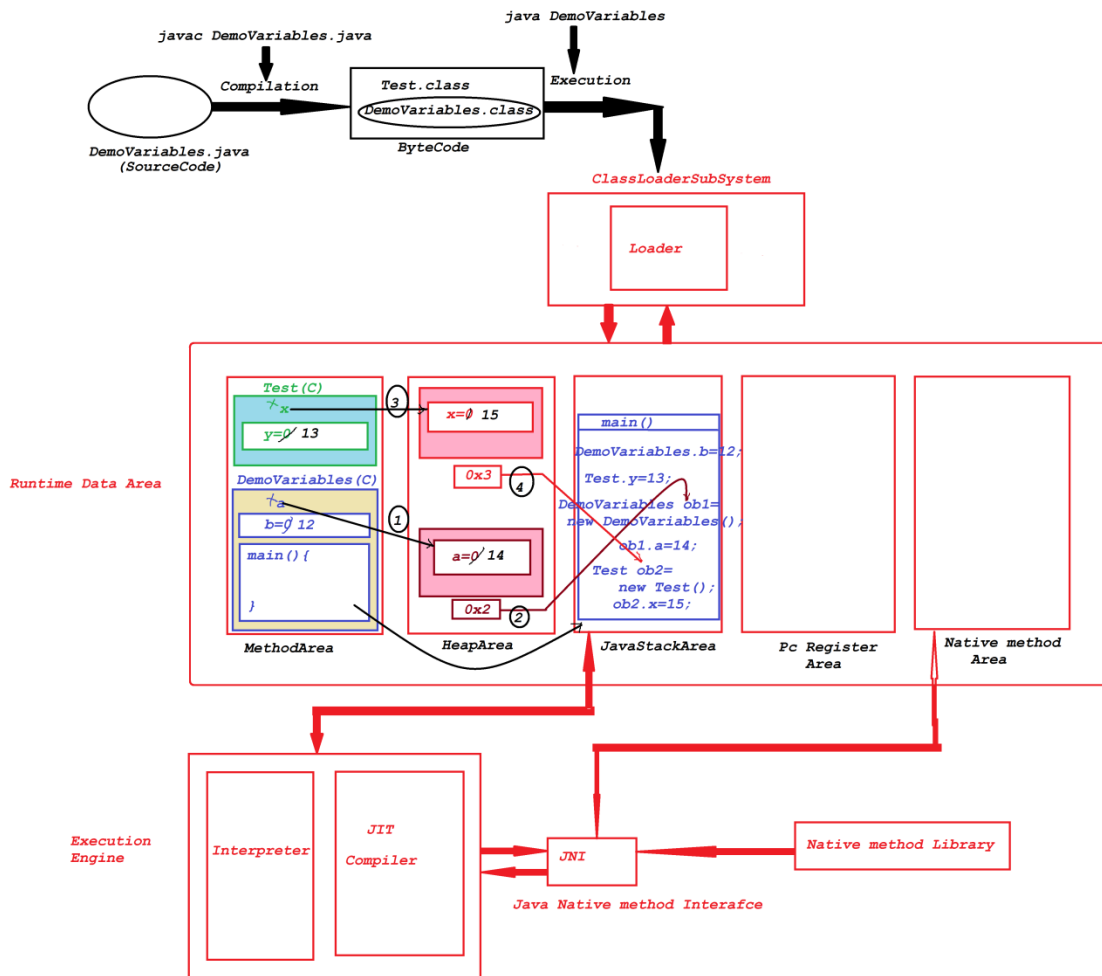 java DemoVariables
javac DemoVariables.java
Compilation
Test.class
Execution
DemoVariables.class
ByteCode
DemoVariables.java
(SourceCode)
ClassLoaderSubSystem
Loader
Runtime Data Area
Test(C)
x
y=0 13
DemoVariables(C)
a
b=0 12
main(){
}
MethodArea
3
1
x=0 15
0x3
4
a=0 14
0x2
2
HeapArea
main()
DemoVariables.b=12;
Test.y=13;
DemoVariables ob1=
new DemoVariables();
ob1.a=14;
Test ob2=
new Test();
ob2.x=15;
JavaStackArea
Pc Register
Area
Native method
Area
Execution
Engine
Interpreter
JIT
Compiler
JNI
Java Native method Interafce
Native method Library